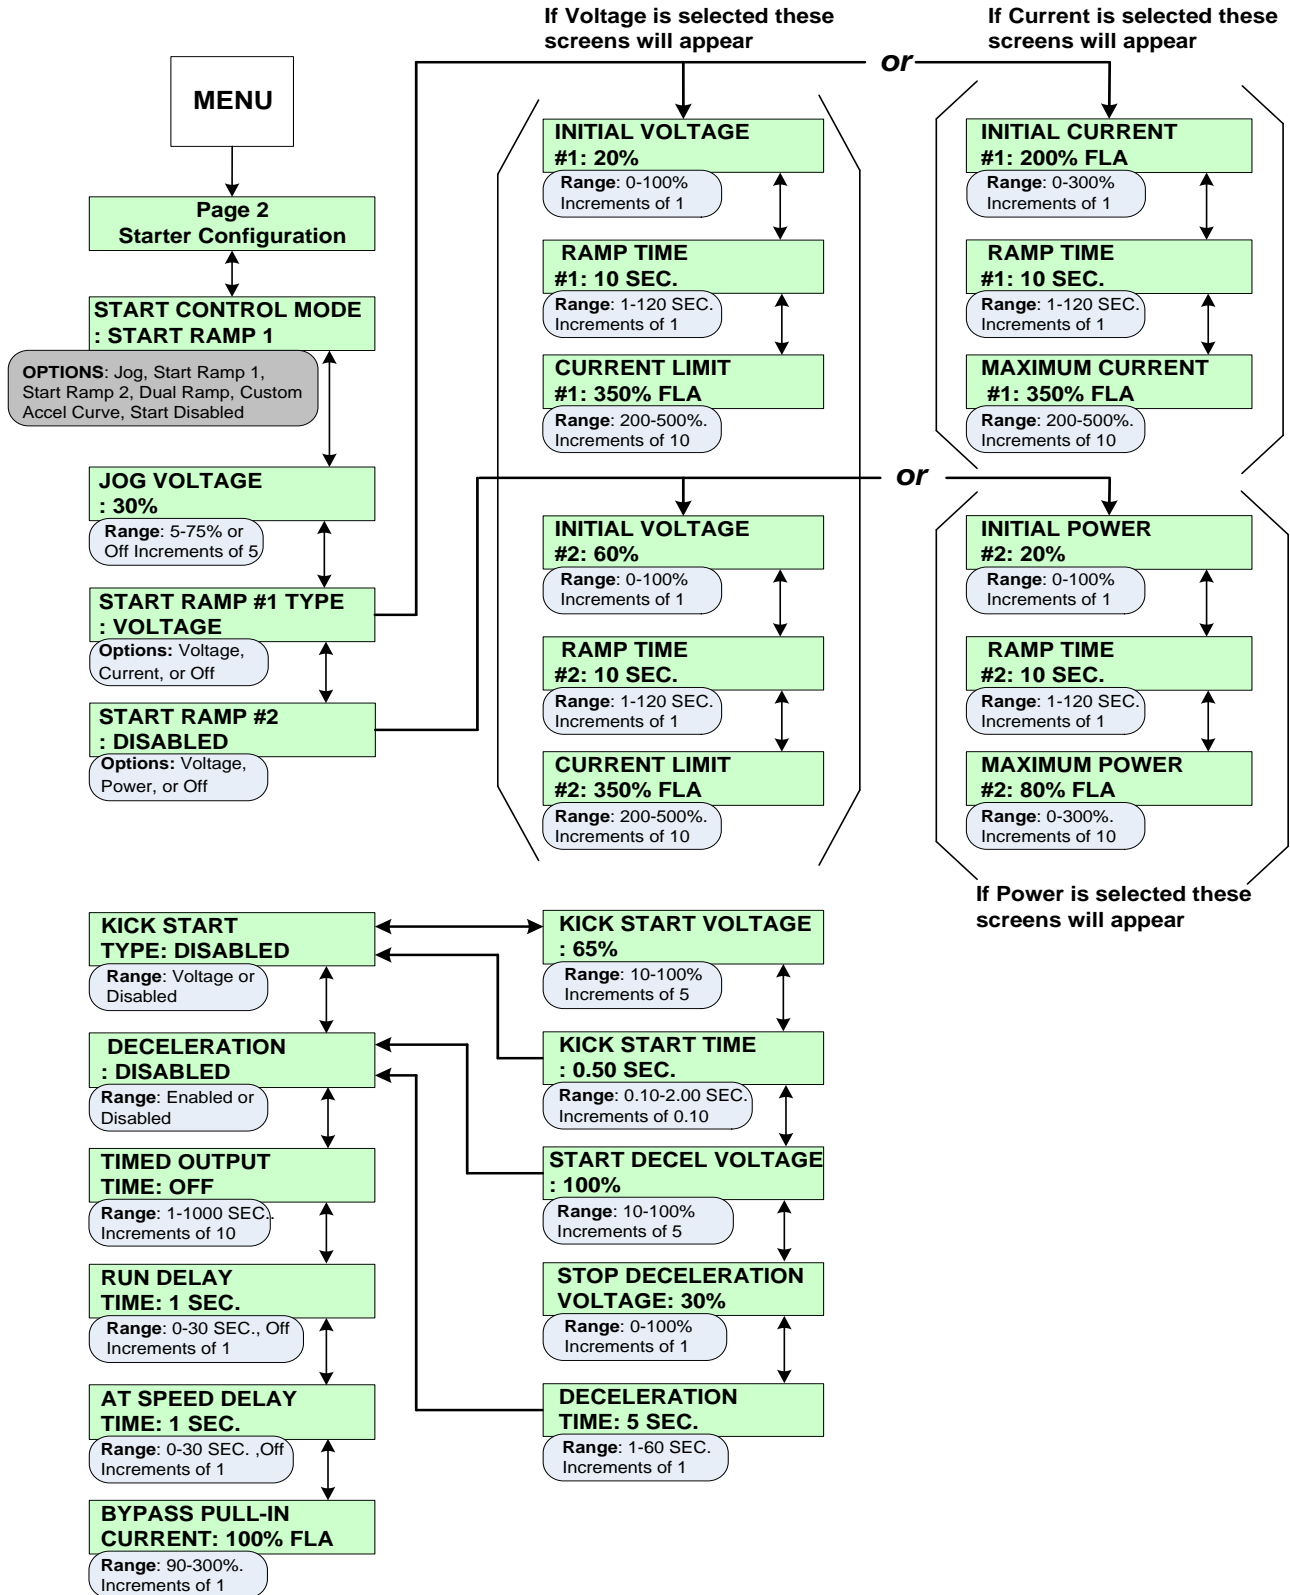 If Voltage is selected these
screens will appear
If Current is selected these
screens will appear
or
MENU
Page 2
Starter Configuration
START CONTROL MODE
: START RAMP 1
OPTIONS: Jog, Start Ramp 1,
Start Ramp 2, Dual Ramp, Custom
Accel Curve, Start Disabled
JOG VOLTAGE
: 30%
Range: 5-75% or
Off Increments of 5
START RAMP #1 TYPE
: VOLTAGE
Options: Voltage,
Current, or Off
START RAMP #2
: DISABLED
Options: Voltage,
Power, or Off
INITIAL VOLTAGE
#1: 20%
Range: 0-100%
Increments of 1
RAMP TIME
#1: 10 SEC.
Range: 1-120 SEC.
Increments of 1
CURRENT LIMIT
#1: 350% FLA
Range: 200-500%.
Increments of 10
INITIAL CURRENT
#1: 200% FLA
Range: 0-300%
Increments of 1
RAMP TIME
#1: 10 SEC.
Range: 1-120 SEC.
Increments of 1
MAXIMUM CURRENT
#1: 350% FLA
Range: 200-500%.
Increments of 10
or
INITIAL VOLTAGE
#2: 60%
Range: 0-100%
Increments of 1
RAMP TIME
#2: 10 SEC.
Range: 1-120 SEC.
Increments of 1
CURRENT LIMIT
#2: 350% FLA
Range: 200-500%.
Increments of 10
INITIAL POWER
#2: 20%
Range: 0-100%
Increments of 1
RAMP TIME
#2: 10 SEC.
Range: 1-120 SEC.
Increments of 1
MAXIMUM POWER
#2: 80% FLA
Range: 0-300%.
Increments of 10
If Power is selected these
screens will appear
KICK START
TYPE: DISABLED
Range: Voltage or
Disabled
DECELERATION
: DISABLED
Range: Enabled or
Disabled
TIMED OUTPUT
TIME: OFF
Range: 1-1000 SEC..
Increments of 10
RUN DELAY
TIME: 1 SEC.
Range: 0-30 SEC., Off
Increments of 1
AT SPEED DELAY
TIME: 1 SEC.
Range: 0-30 SEC. ,Off
Increments of 1
BYPASS PULL-IN
CURRENT: 100% FLA
Range: 90-300%.
Increments of 1
KICK START VOLTAGE
: 65%
Range: 10-100%
Increments of 5
KICK START TIME
: 0.50 SEC.
Range: 0.10-2.00 SEC.
Increments of 0.10
START DECEL VOLTAGE
: 100%
Range: 10-100%
Increments of 5
STOP DECELERATION
VOLTAGE: 30%
Range: 0-100%
Increments of 1
DECELERATION
TIME: 5 SEC.
Range: 1-60 SEC.
Increments of 1